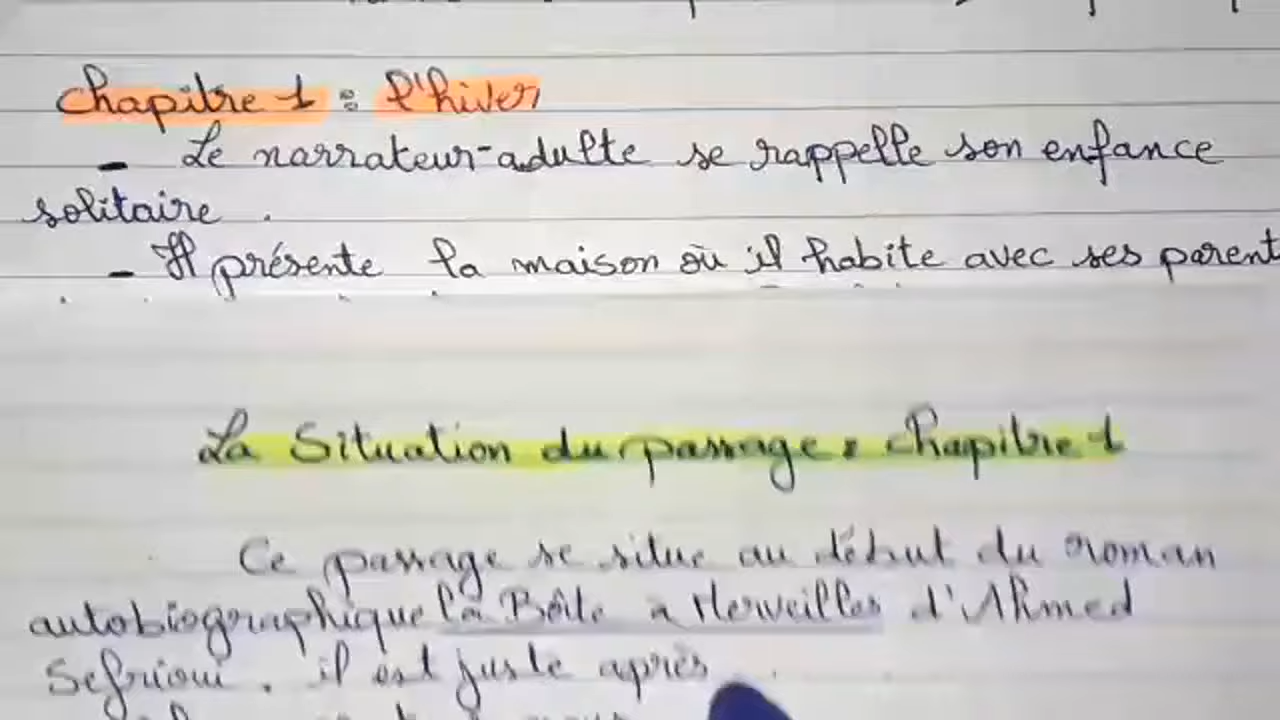 Chapitre 1 : l'hiver
- Le narrateur-adulte se rappelle son enfance
solitaire .
- Il présente la maison où il habite avec ses parent
La Situation du passage : Chapitre 1
Ce passage se situe au début du roman
autobiographique la Boîte à Merveilles d'Ahmed
Sefrioui . il est juste après